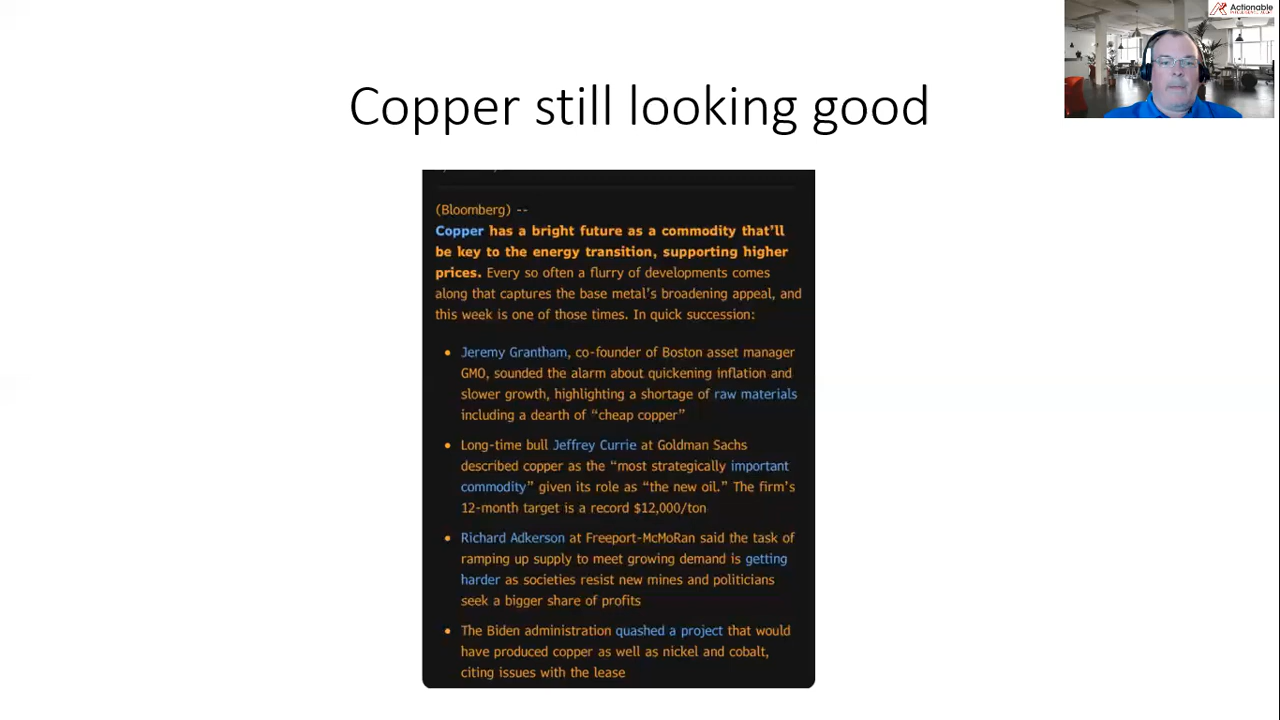 Actionable
Copper still looking good
(Bloomberg) --
Copper has a bright future as a commodity that'll
be key to the energy transition, supporting higher
prices. Every so often a flurry of developments comes
along that captures the base metal's broadening appeal, and
this week is one of those times. In quick succession:
• Jeremy Grantham, co-founder of Boston asset manager
GMO, sounded the alarm about quickening inflation and
slower growth, highlighting a shortage of raw materials
including a dearth of “cheap copper”
• Long-time bull Jeffrey Currie at Goldman Sachs
described copper as the “most strategically important
commodity” given its role as “the new oil.” The firm's
12-month target is a record $12,000/ton
• Richard Adkerson at Freeport-McMoRan said the task of
ramping up supply to meet growing demand is getting
harder as societies resist new mines and politicians
seek a bigger share of profits
• The Biden administration quashed a project that would
have produced copper as well as nickel and cobalt,
citing issues with the lease